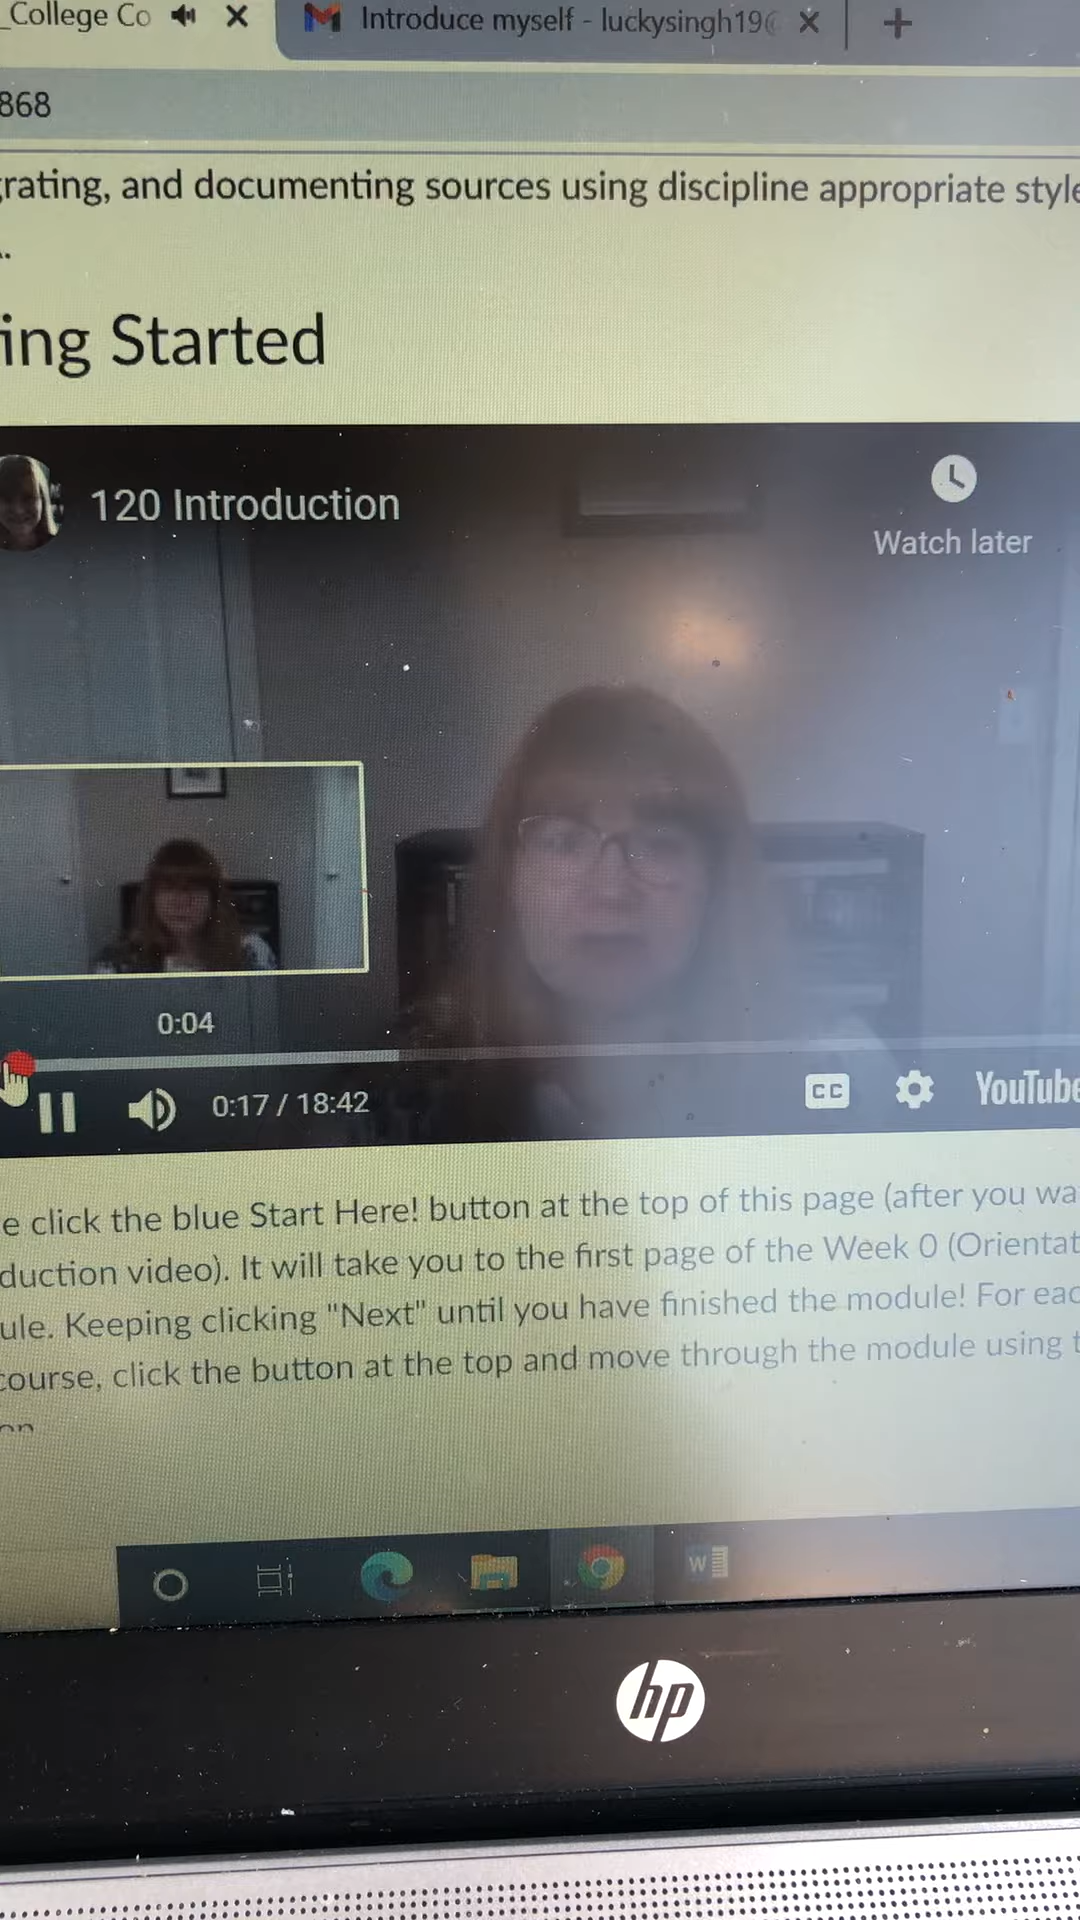 _College Co
Introduce myself - luckysingh19@
868
rating, and documenting sources using discipline appropriate style
ing Started
120 Introduction
Watch later
0:04
0:17 / 18:42
CC
YouTube
e click the blue Start Here! button at the top of this page (after you wa
duction video). It will take you to the first page of the Week 0 (Orientat
ule. Keeping clicking "Next" until you have finished the module! For eac
course, click the button at the top and move through the module using t
on
W
hp